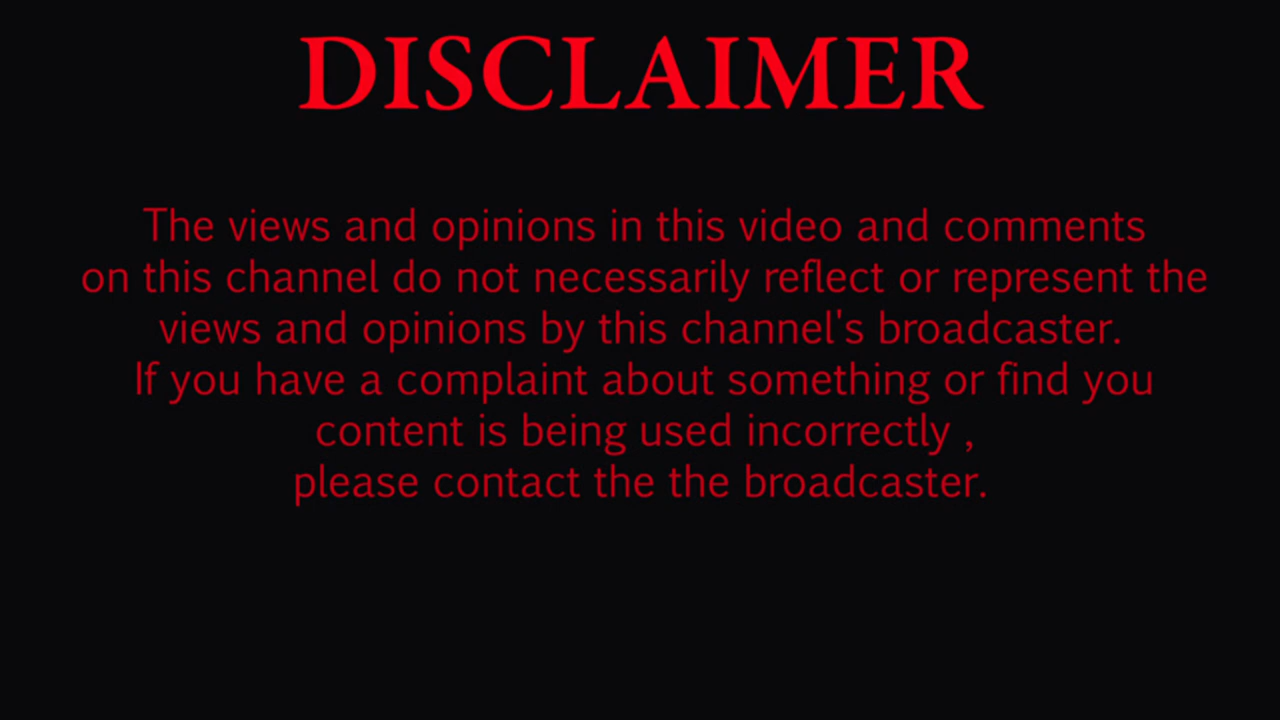 DISCLAIMER
The views and opinions in this video and comments
on this channel do not necessarily reflect or represent the
views and opinions by this channel's broadcaster.
If you have a complaint about something or find you
content is being used incorrectly ,
please contact the the broadcaster.